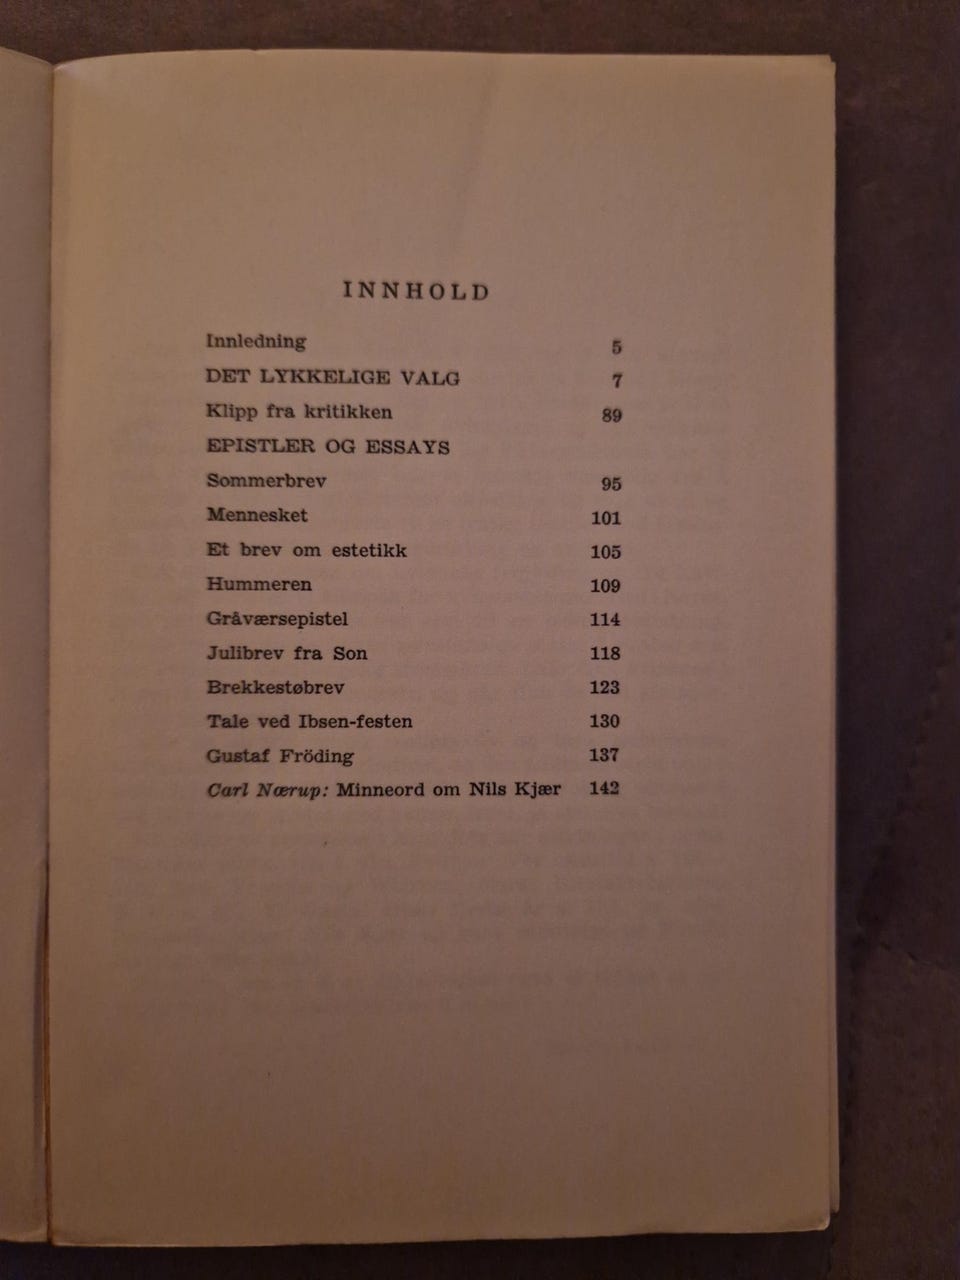 INNHOLD
Innledning 5
DET LYKKELIGE VALG 7
Klipp fra kritikken 89
EPISTLER OG ESSAYS
Sommerbrev 95
Mennesket 101
Et brev om estetikk 105
Hummeren 109
Gråværsepistel 114
Julibrev fra Son 118
Brekkestøbrev 123
Tale ved Ibsen-festen 130
Gustaf Fröding 137
Carl Nærup: Minneord om Nils Kjær 142